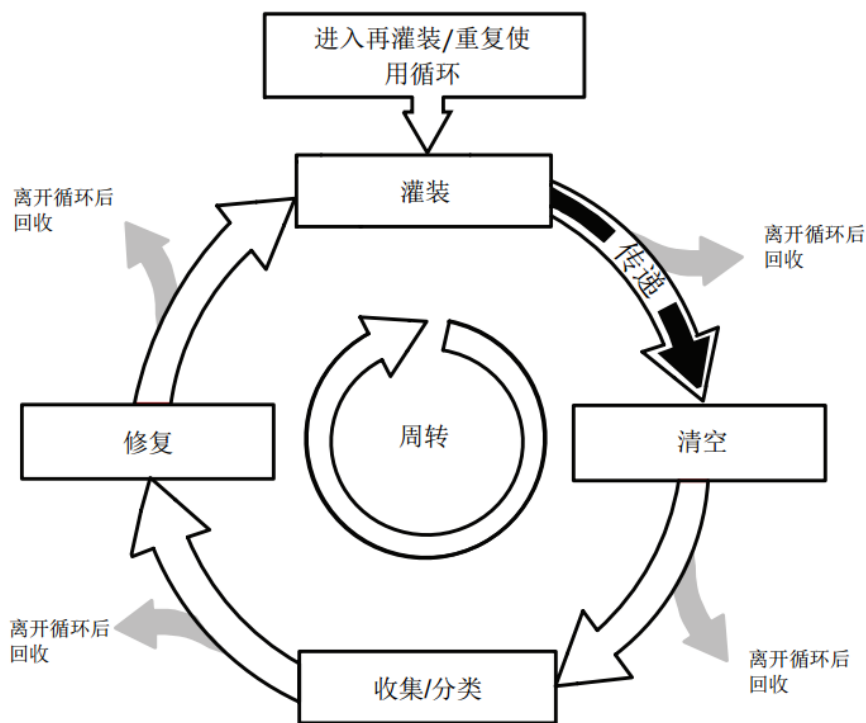 进入再灌装/重复使
用循环
灌装
离开循环后
回收
传递
离开循环后
回收
修复
周转
清空
离开循环后
回收
收集/分类
离开循环后
回收